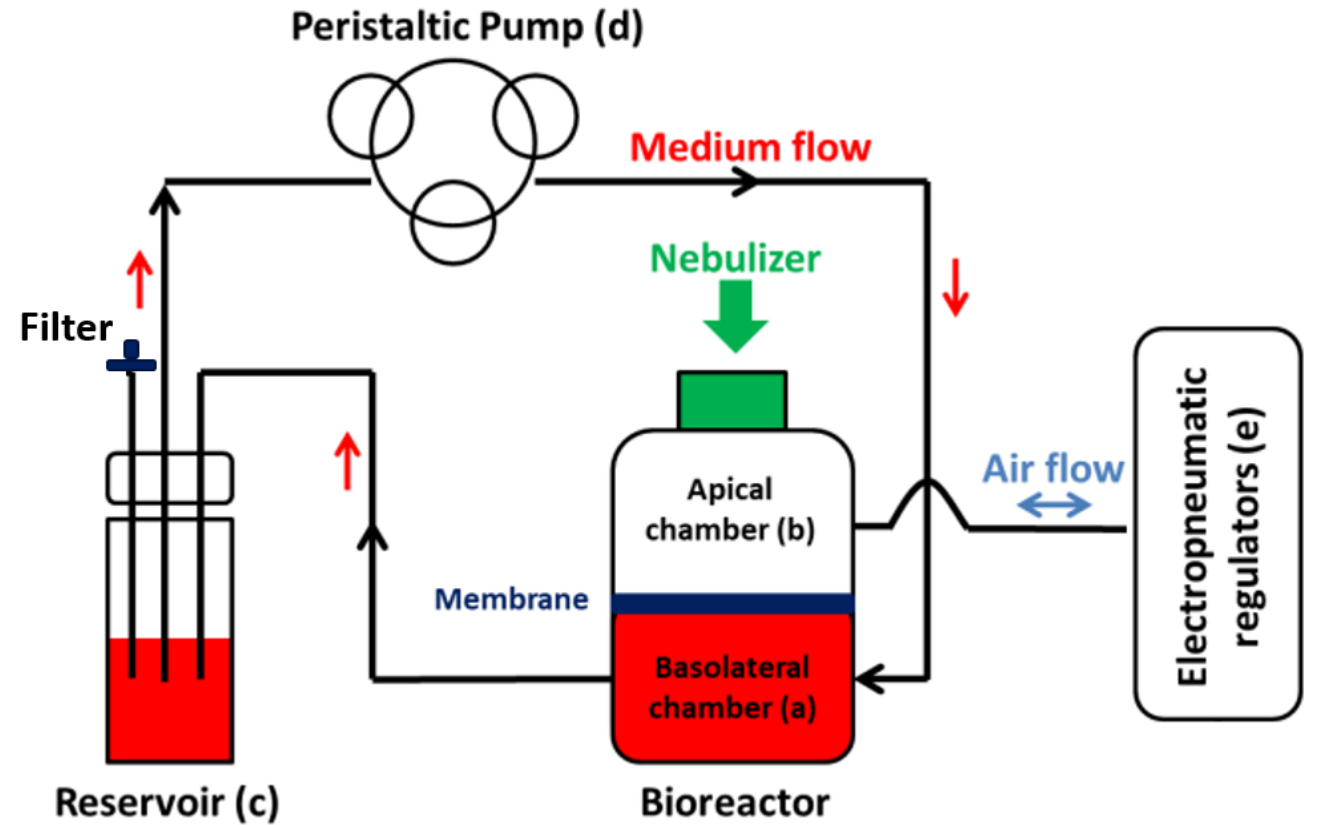 Peristaltic Pump (d)
Medium flow
Nebulizer
Filter
Air flow
Electropneumatic
regulators (e)
Apical
chamber (b)
Membrane
Basolateral
chamber (a)
Reservoir (c)
Bioreactor